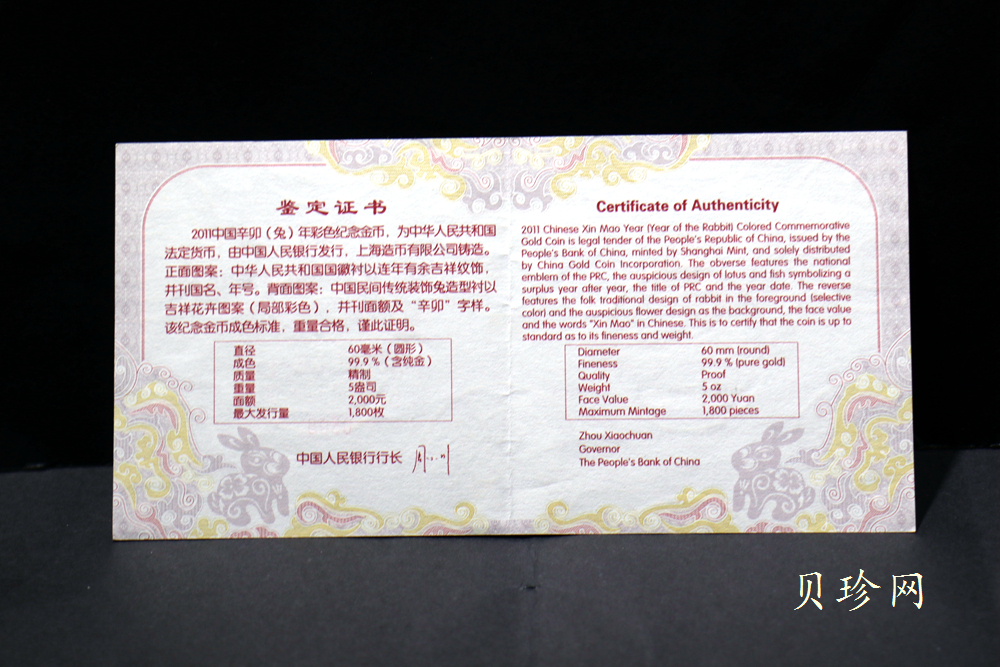 鉴定证书
2011中国辛卯（兔）年彩色纪念金币，为中华人民共和国
法定货币，由中国人民银行发行，上海造币有限公司铸造。
正面图案：中华人民共和国国徽衬以连年有余吉祥纹饰，
并刊国名、年号。背面图案：中国民间传统装饰兔造型衬以
吉祥花卉图案（局部彩色），并刊面额及“辛卯”字样。
该纪念金币成色标准，重量合格，谨此证明。
直径 60毫米（圆形）
成色 99.9％（含纯金）
质量 精制
重量 5盎司
面额 2,000元
最大发行量 1,800枚
中国人民银行行长
Certificate of Authenticity
2011 Chinese Xin Mao Year (Year of the Rabbit) Colored Commemorative
Gold Coin is legal tender of the People's Republic of China, issued by the
People's Bank of China, minted by Shanghai Mint, and solely distributed
by China Gold Coin Incorporation. The obverse features the national
emblem of the PRC, the auspicious design of lotus and fish symbolizing a
surplus year after year, the title of PRC and the year date. The reverse
features the folk traditional design of rabbit in the foreground (selective
color) and the auspicious flower design as the background, the face value
and the words "Xin Mao" in Chinese. This is to certify that the coin is up to
standard as to its fineness and weight.
Diameter 60 mm (round)
Fineness 99.9 % (pure gold)
Quality Proof
Weight 5 oz
Face Value 2,000 Yuan
Maximum Mintage 1,800 pieces
Zhou Xiaochuan
Governor
The People's Bank of China
贝珍网